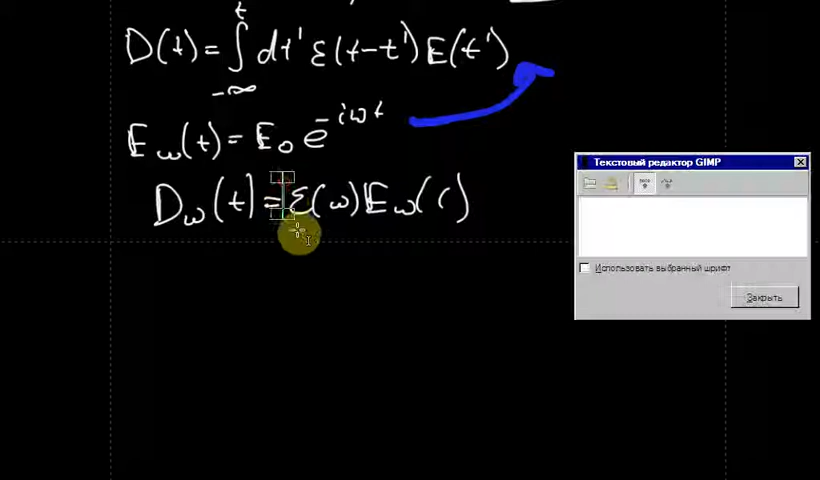 D(t) = ∫_{-∞}^{t} dt' ε(t-t') E(t')
E_ω(t) = E_0 e^{-iωt}
D_ω(t) = ε(ω) E_ω( )
Текстовый редактор GIMP
Использовать выбранный шрифт
Закрыть